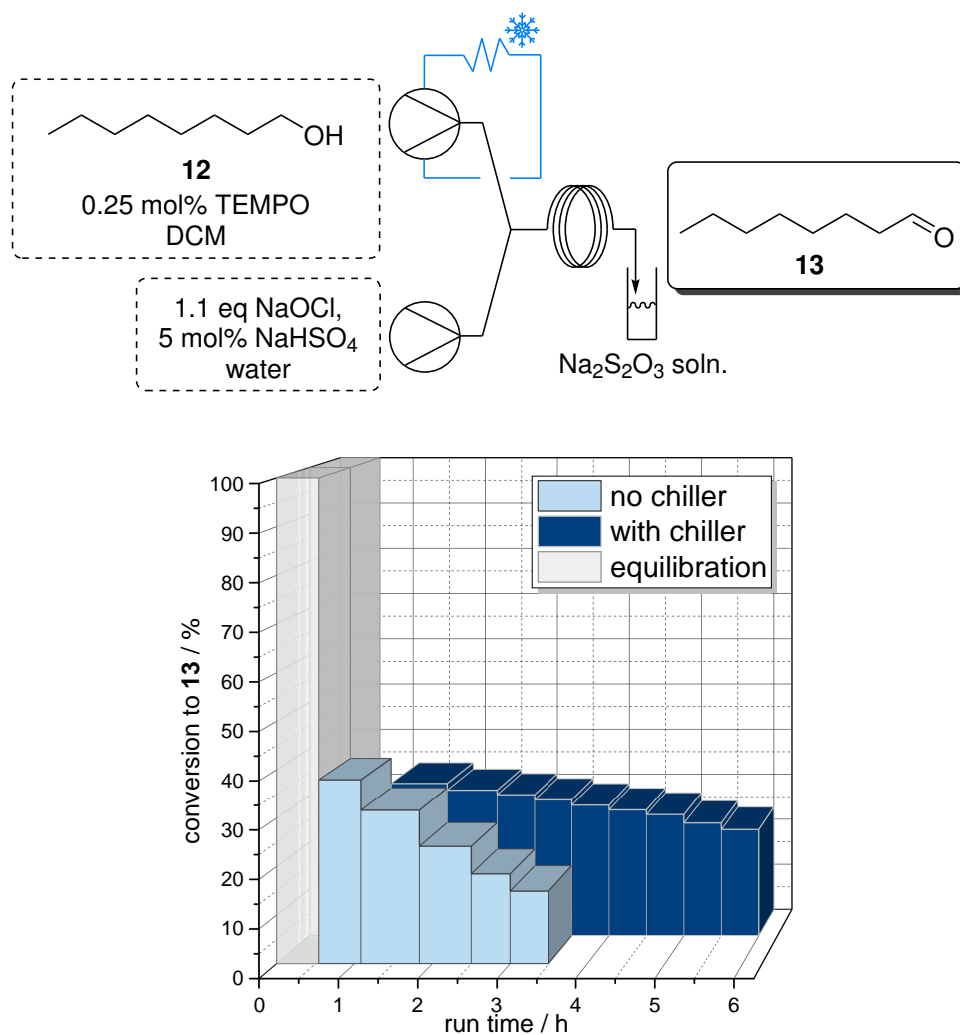 OH
12
0.25 mol% TEMPO
DCM
1.1 eq NaOCl,
5 mol% NaHSO₄
water
O
13
Na₂S₂O₃ soln.
no chiller
with chiller
equilibration
conversion to 13 / %
100
90
80
70
60
50
40
30
20
10
0
0 1 2 3 4 5 6
run time / h